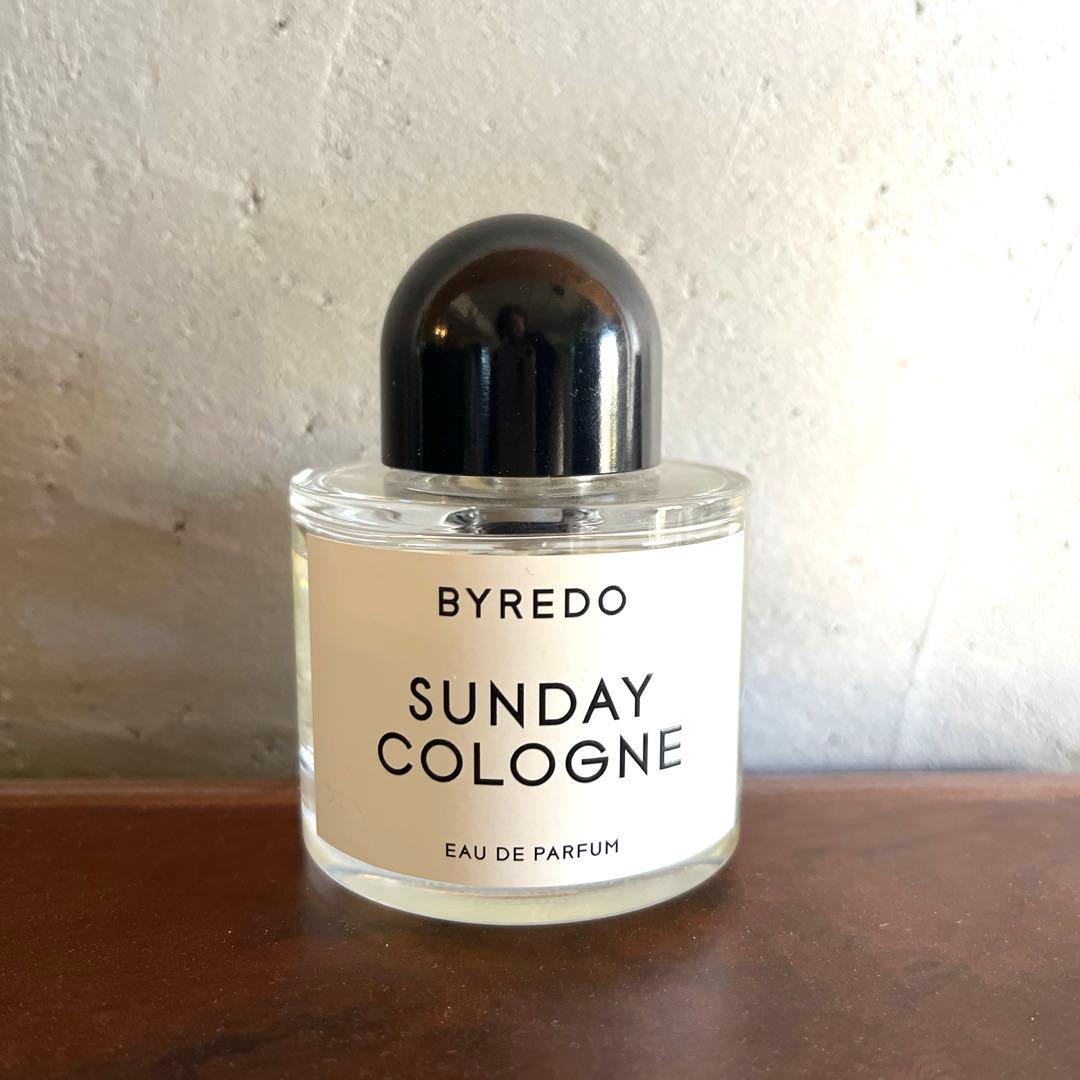 BYREDO
SUNDAY
COLOGNE
EAU DE PARFUM